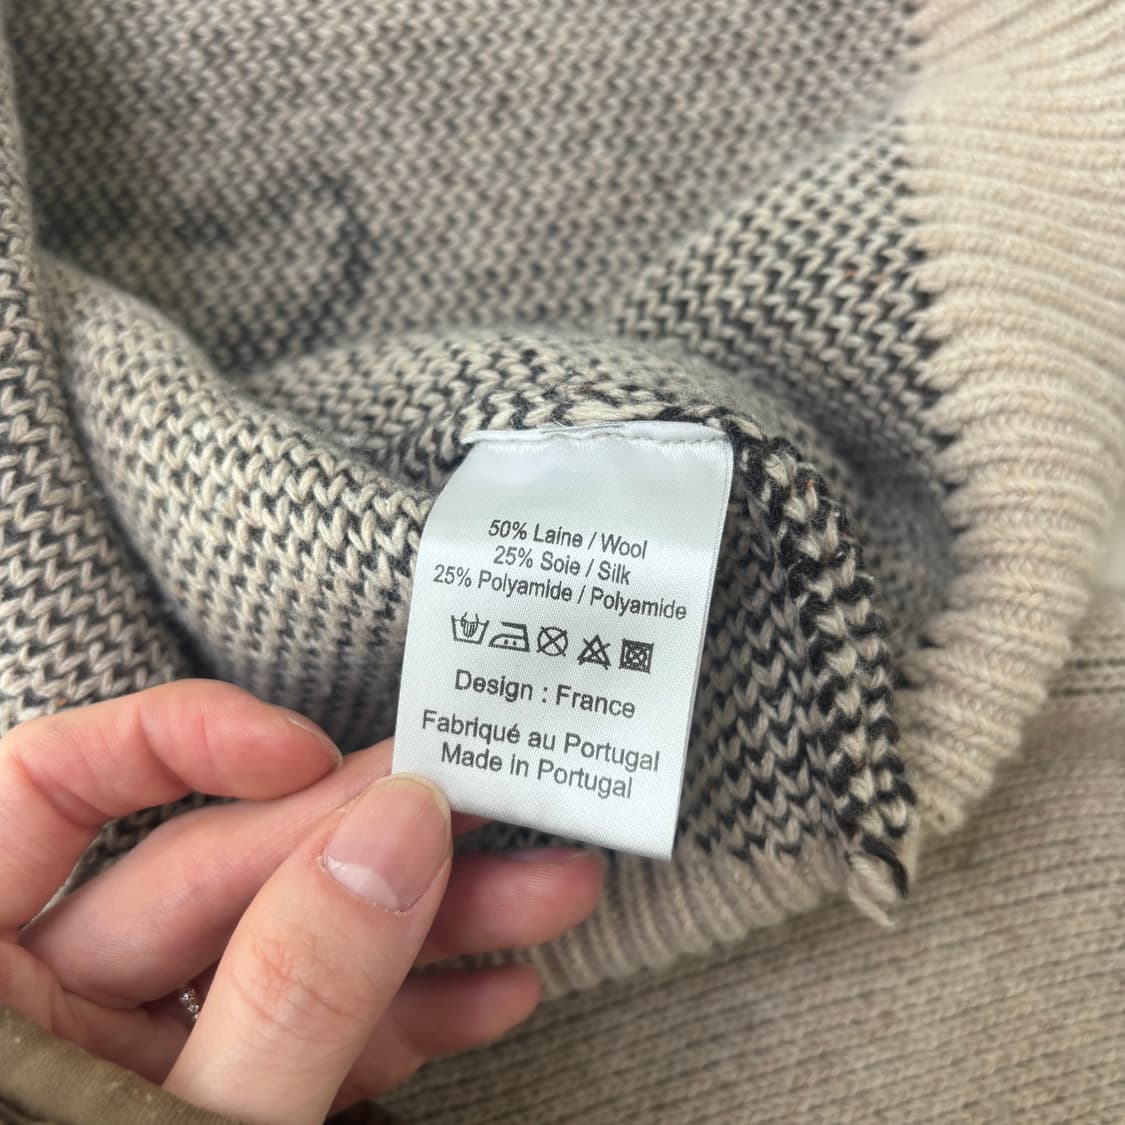 50% Laine / Wool
25% Soie / Silk
25% Polyamide / Polyamide
Design : France
Fabriqué au Portugal
Made in Portugal